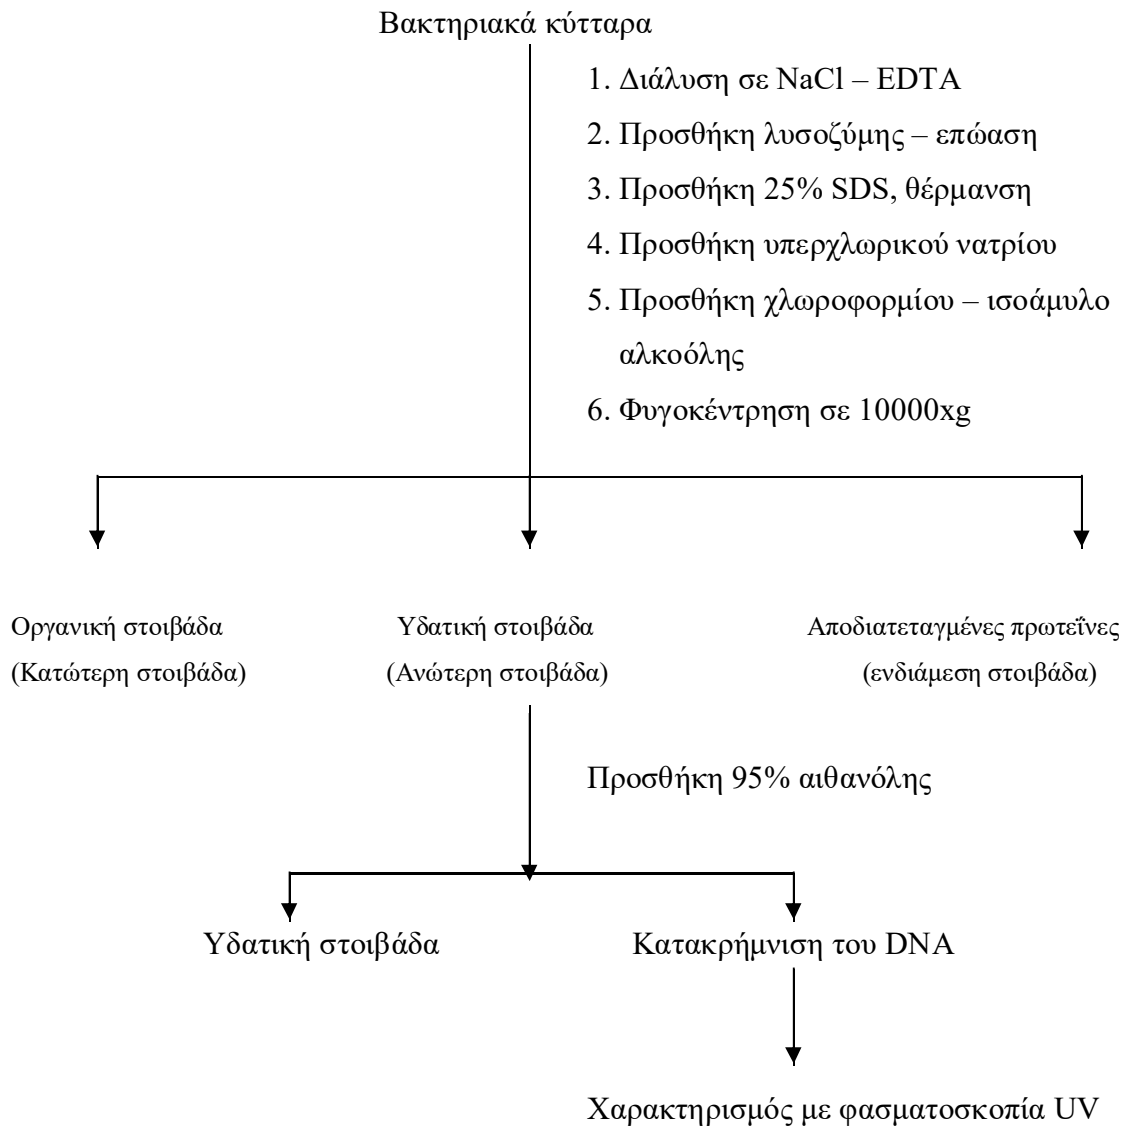 Βακτηριακά κύτταρα
1. Διάλυση σε NaCl – EDTA
2. Προσθήκη λυσοζύμης – επώαση
3. Προσθήκη 25% SDS, θέρμανση
4. Προσθήκη υπερχλωρικού νατρίου
5. Προσθήκη χλωροφορμίου – ισοάμυλο
αλκοόλης
6. Φυγοκέντρηση σε 10000xg
Οργανική στοιβάδα
(Κατώτερη στοιβάδα)
Υδατική στοιβάδα
(Ανώτερη στοιβάδα)
Αποδιατεταγμένες πρωτεΐνες
(ενδιάμεση στοιβάδα)
Προσθήκη 95% αιθανόλης
Υδατική στοιβάδα
Κατακρήμνιση του DNA
Χαρακτηρισμός με φασματοσκοπία UV